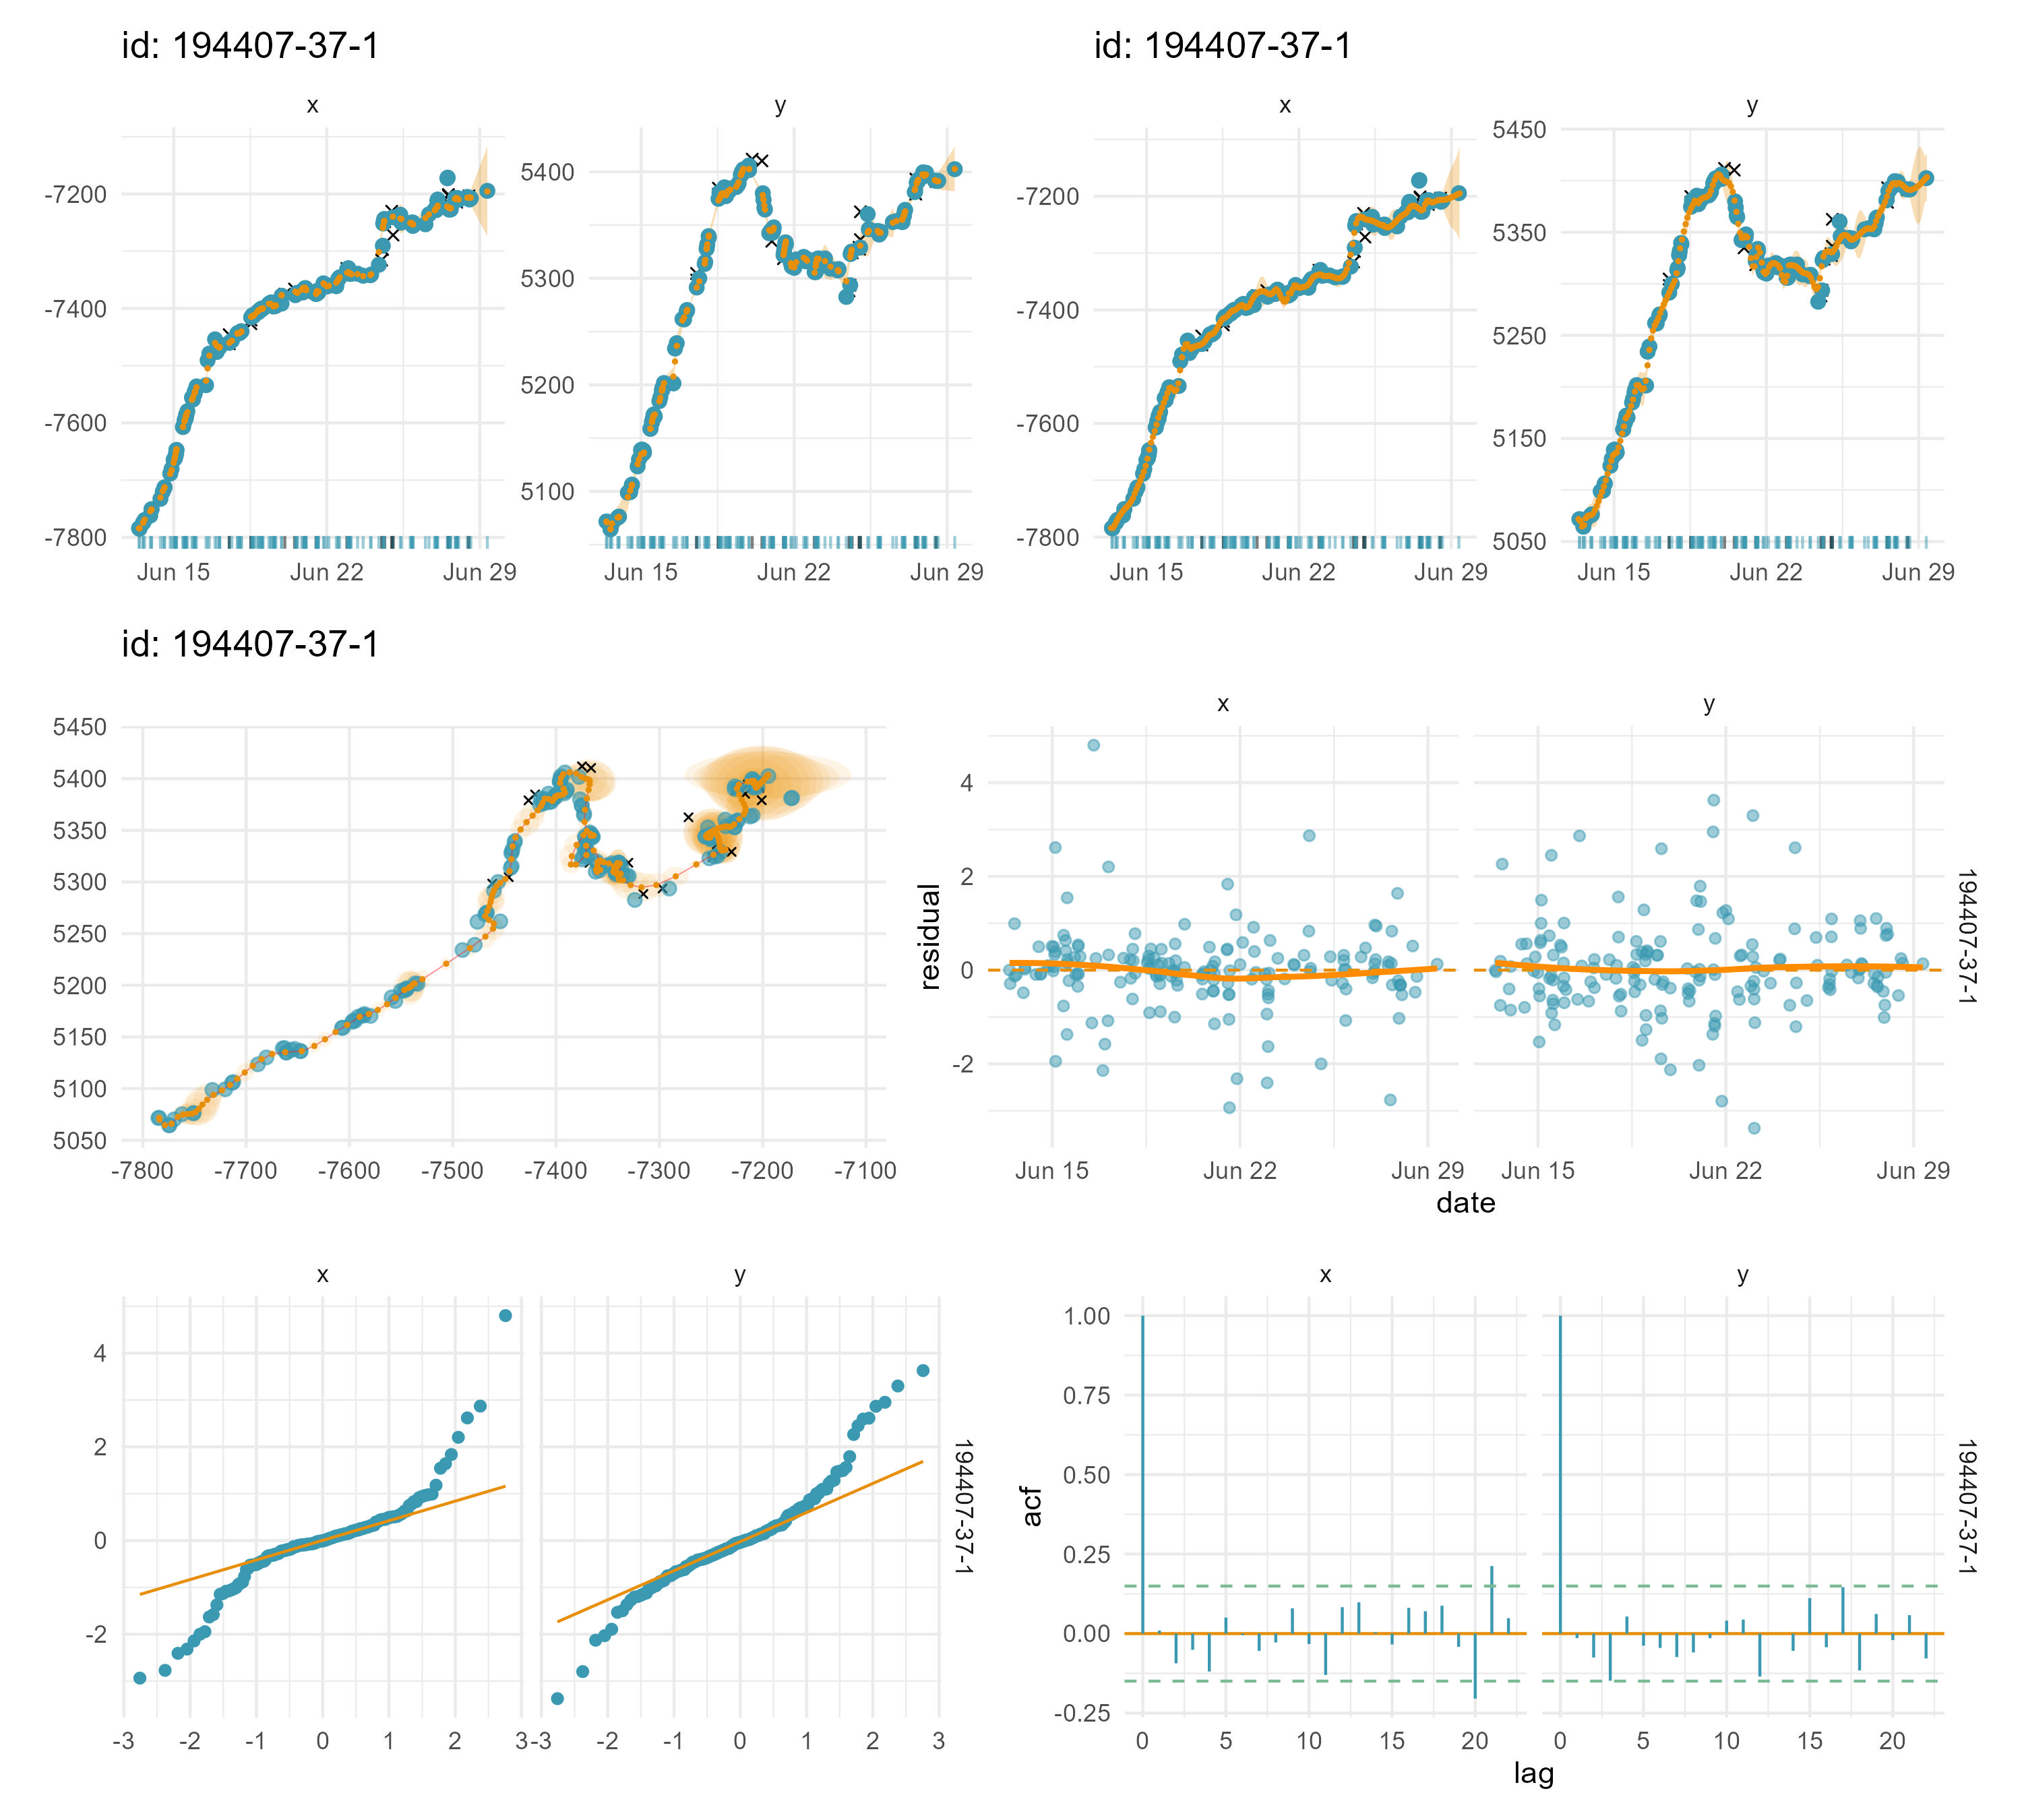 id: 194407-37-1
id: 194407-37-1
x
y
x
y
-7200
-7400
-7600
-7800
5400
5300
5200
5100
-7200
-7400
-7600
-7800
5450
5350
5250
5150
5050
Jun 15 Jun 22 Jun 29
Jun 15 Jun 22 Jun 29
Jun 15 Jun 22 Jun 29
Jun 15 Jun 22 Jun 29
id: 194407-37-1
5450
5400
5350
5300
5250
5200
5150
5100
5050
-7800 -7700 -7600 -7500 -7400 -7300 -7200 -7100
x
y
residual
4
2
0
-2
194407-37-1
Jun 15 Jun 22 Jun 29
Jun 15 Jun 22 Jun 29
date
x
y
4
2
0
-2
194407-37-1
-3 -2 -1 0 1 2 3
-3 -2 -1 0 1 2 3
x
y
acf
1.00
0.75
0.50
0.25
0.00
-0.25
194407-37-1
0 5 10 15 20
0 5 10 15 20
lag